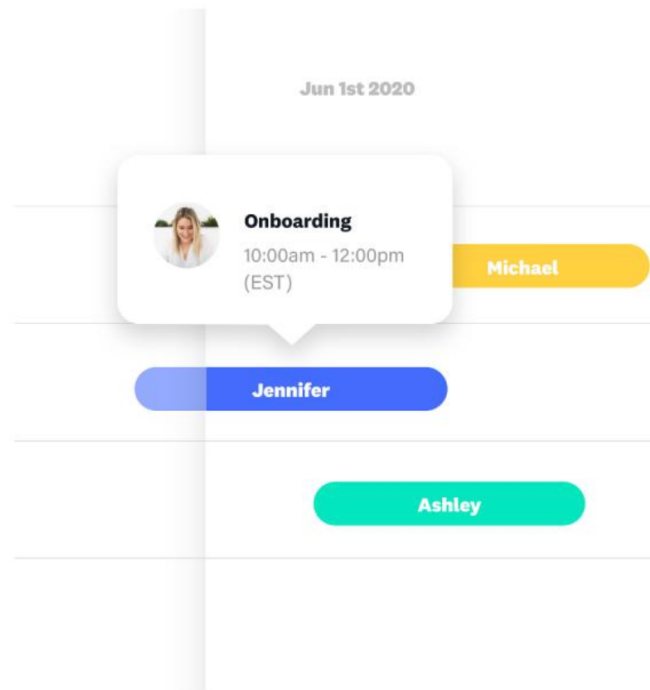 Jun 1st 2020
Onboarding
10:00am - 12:00pm
(EST)
Michael
Jennifer
Ashley